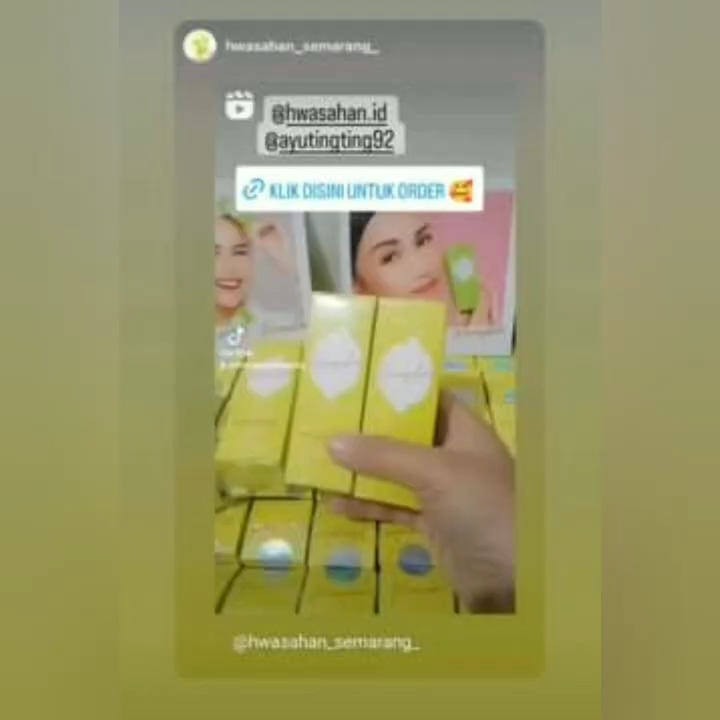 hwasahan_semarang_
@hwasahan.id
@ayutingting92
KLIK DISINI UNTUK ORDER 🥰
@hwasahan_semarang_